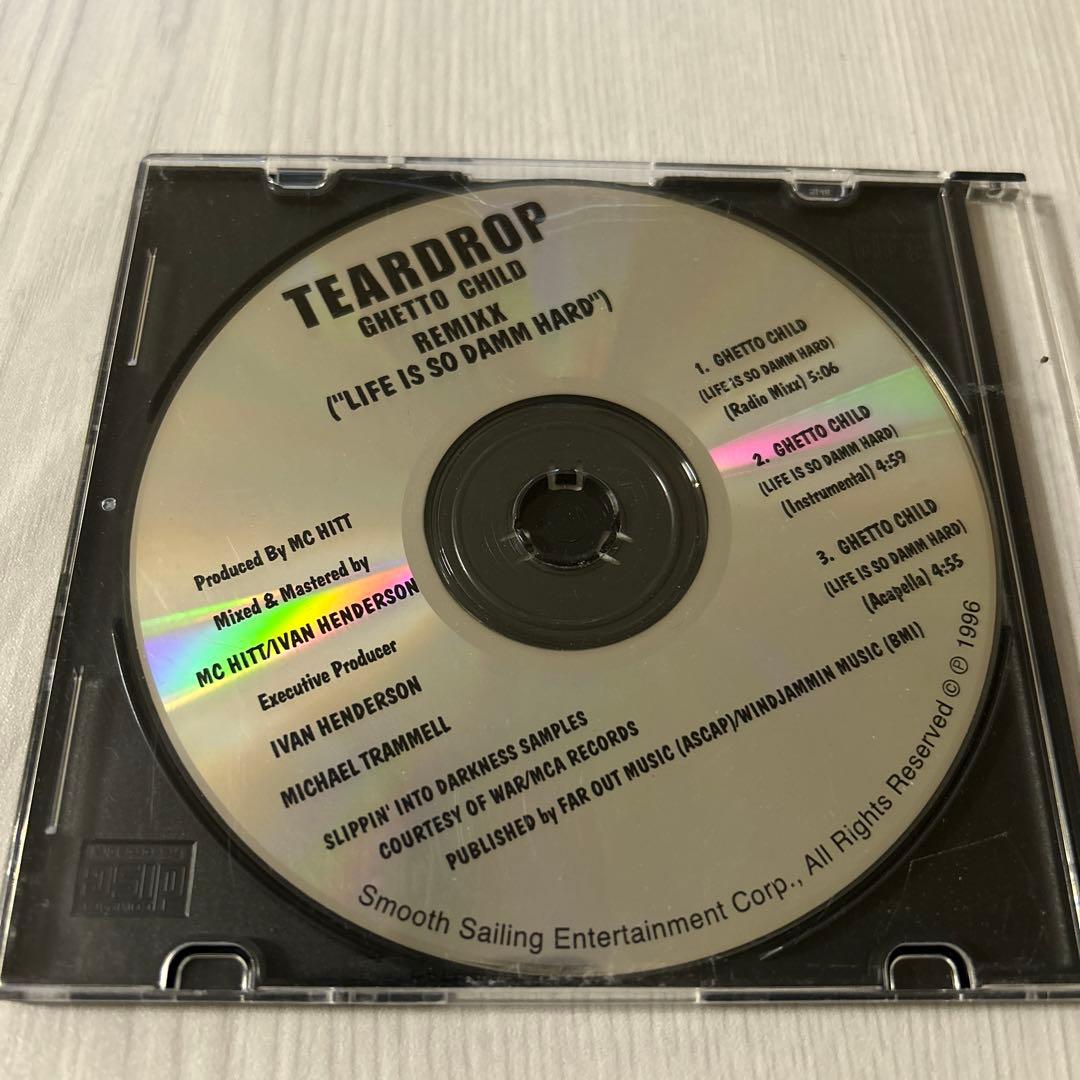 TEARDROP
GHETTO CHILD
REMIXX
("LIFE IS SO DAMM HARD")
1. GHETTO CHILD
(LIFE IS SO DAMM HARD)
(Radio Mixx) 5:06
2. GHETTO CHILD
(LIFE IS SO DAMM HARD)
(Instrumental) 4:59
3. GHETTO CHILD
(LIFE IS SO DAMM HARD)
(Acapella) 4:55
Produced By MC HITT
Mixed & Mastered by
MC HITT/IVAN HENDERSON
Executive Producer
IVAN HENDERSON
MICHAEL TRAMMELL
SLIPPIN' INTO DARKNESS SAMPLES
COURTESY OF WAR/MCA RECORDS
PUBLISHED by FAR OUT MUSIC (ASCAP)/WINDJAMMIN MUSIC (BMI)
Smooth Sailing Entertainment Corp., All Rights Reserved © ℗ 1996